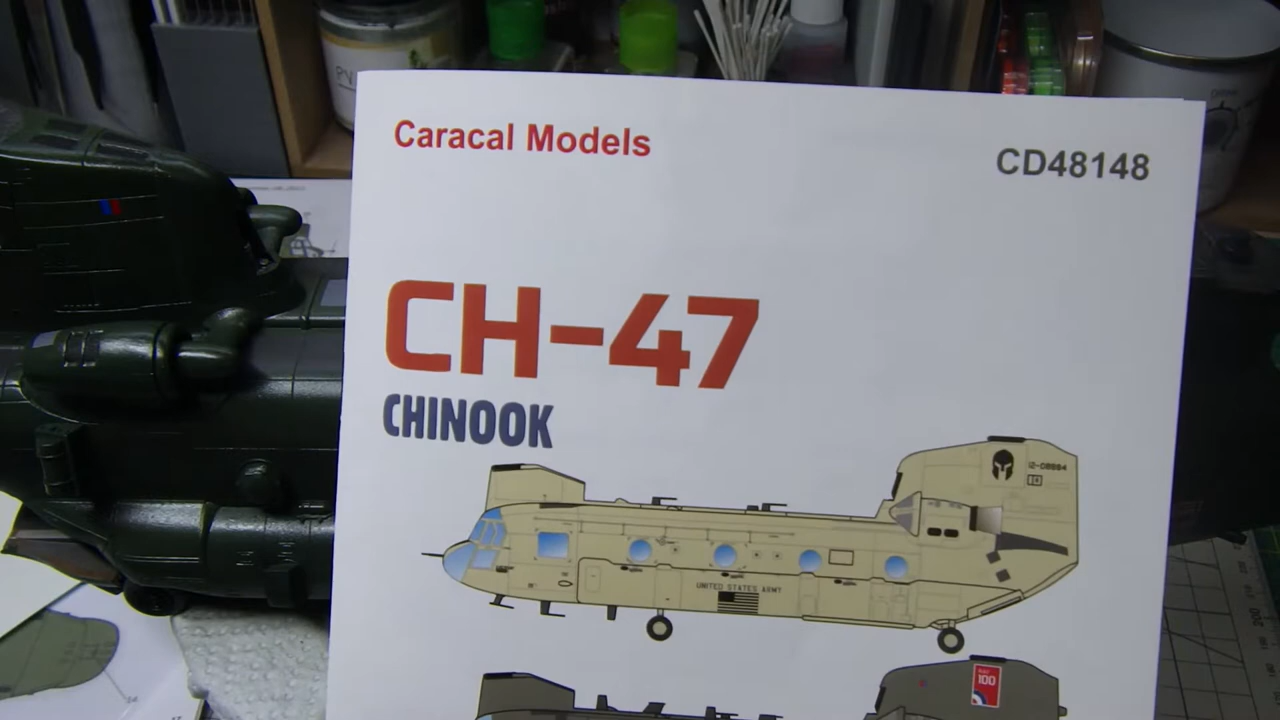 Caracal Models
CD48148
CH-47
CHINOOK
12-08884
UNITED STATES ARMY
100